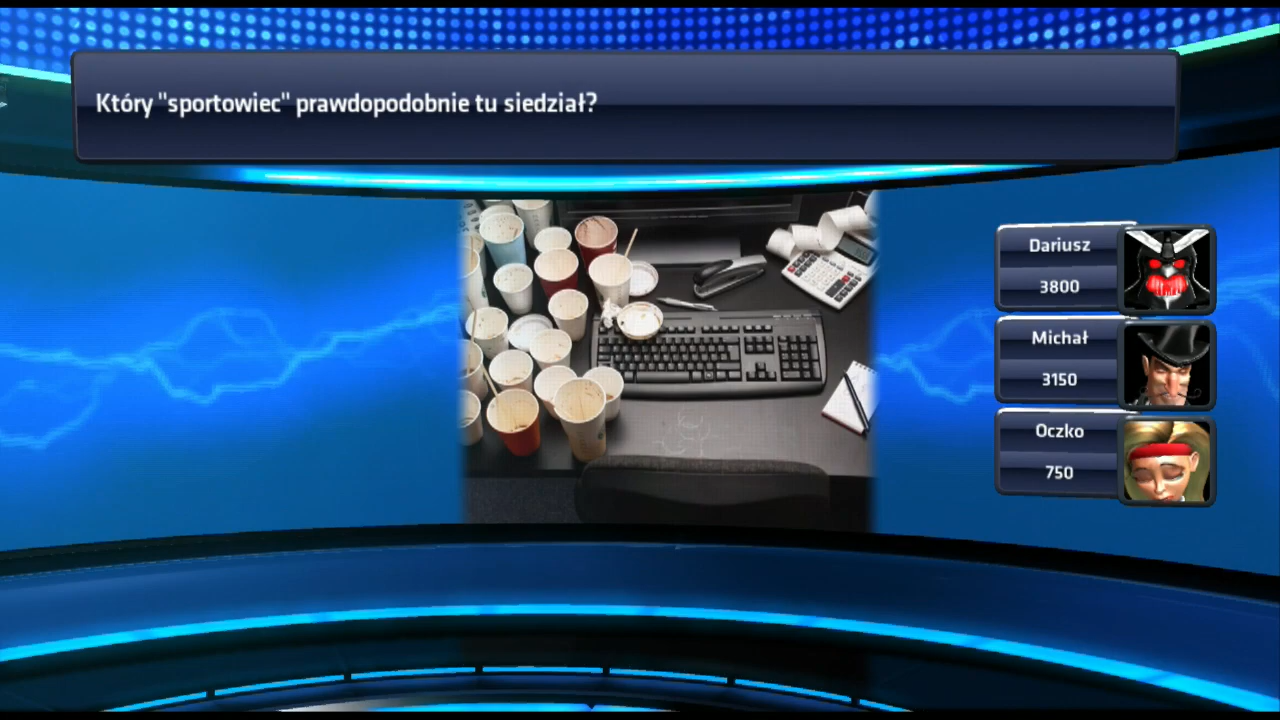 Który "sportowiec" prawdopodobnie tu siedział?
Dariusz
3800
Michał
3150
Oczko
750